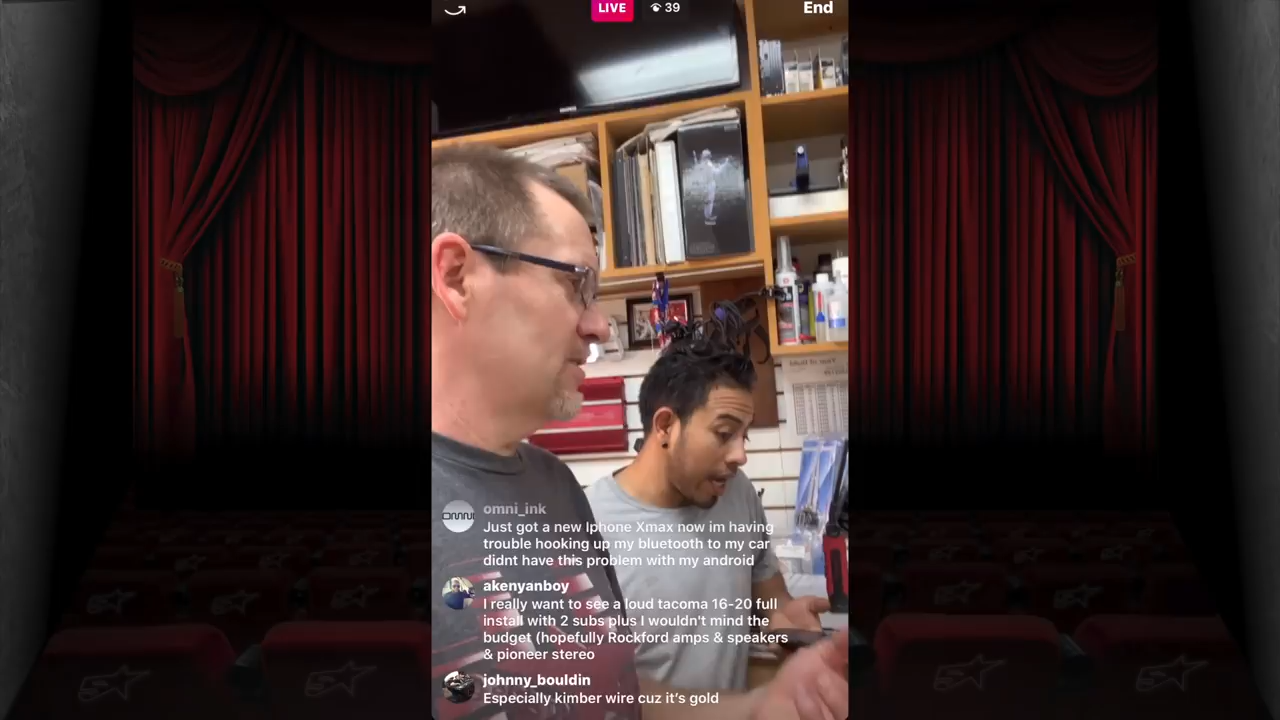 LIVE
39
End
omni_ink
Just got a new Iphone Xmax now im having
trouble hooking up my bluetooth to my car
didnt have this problem with my android
akenyanboy
I really want to see a loud tacoma 16-20 full
install with 2 subs plus I wouldn't mind the
budget (hopefully Rockford amps & speakers
& pioneer stereo
johnny_bouldin
Especially kimber wire cuz it's gold